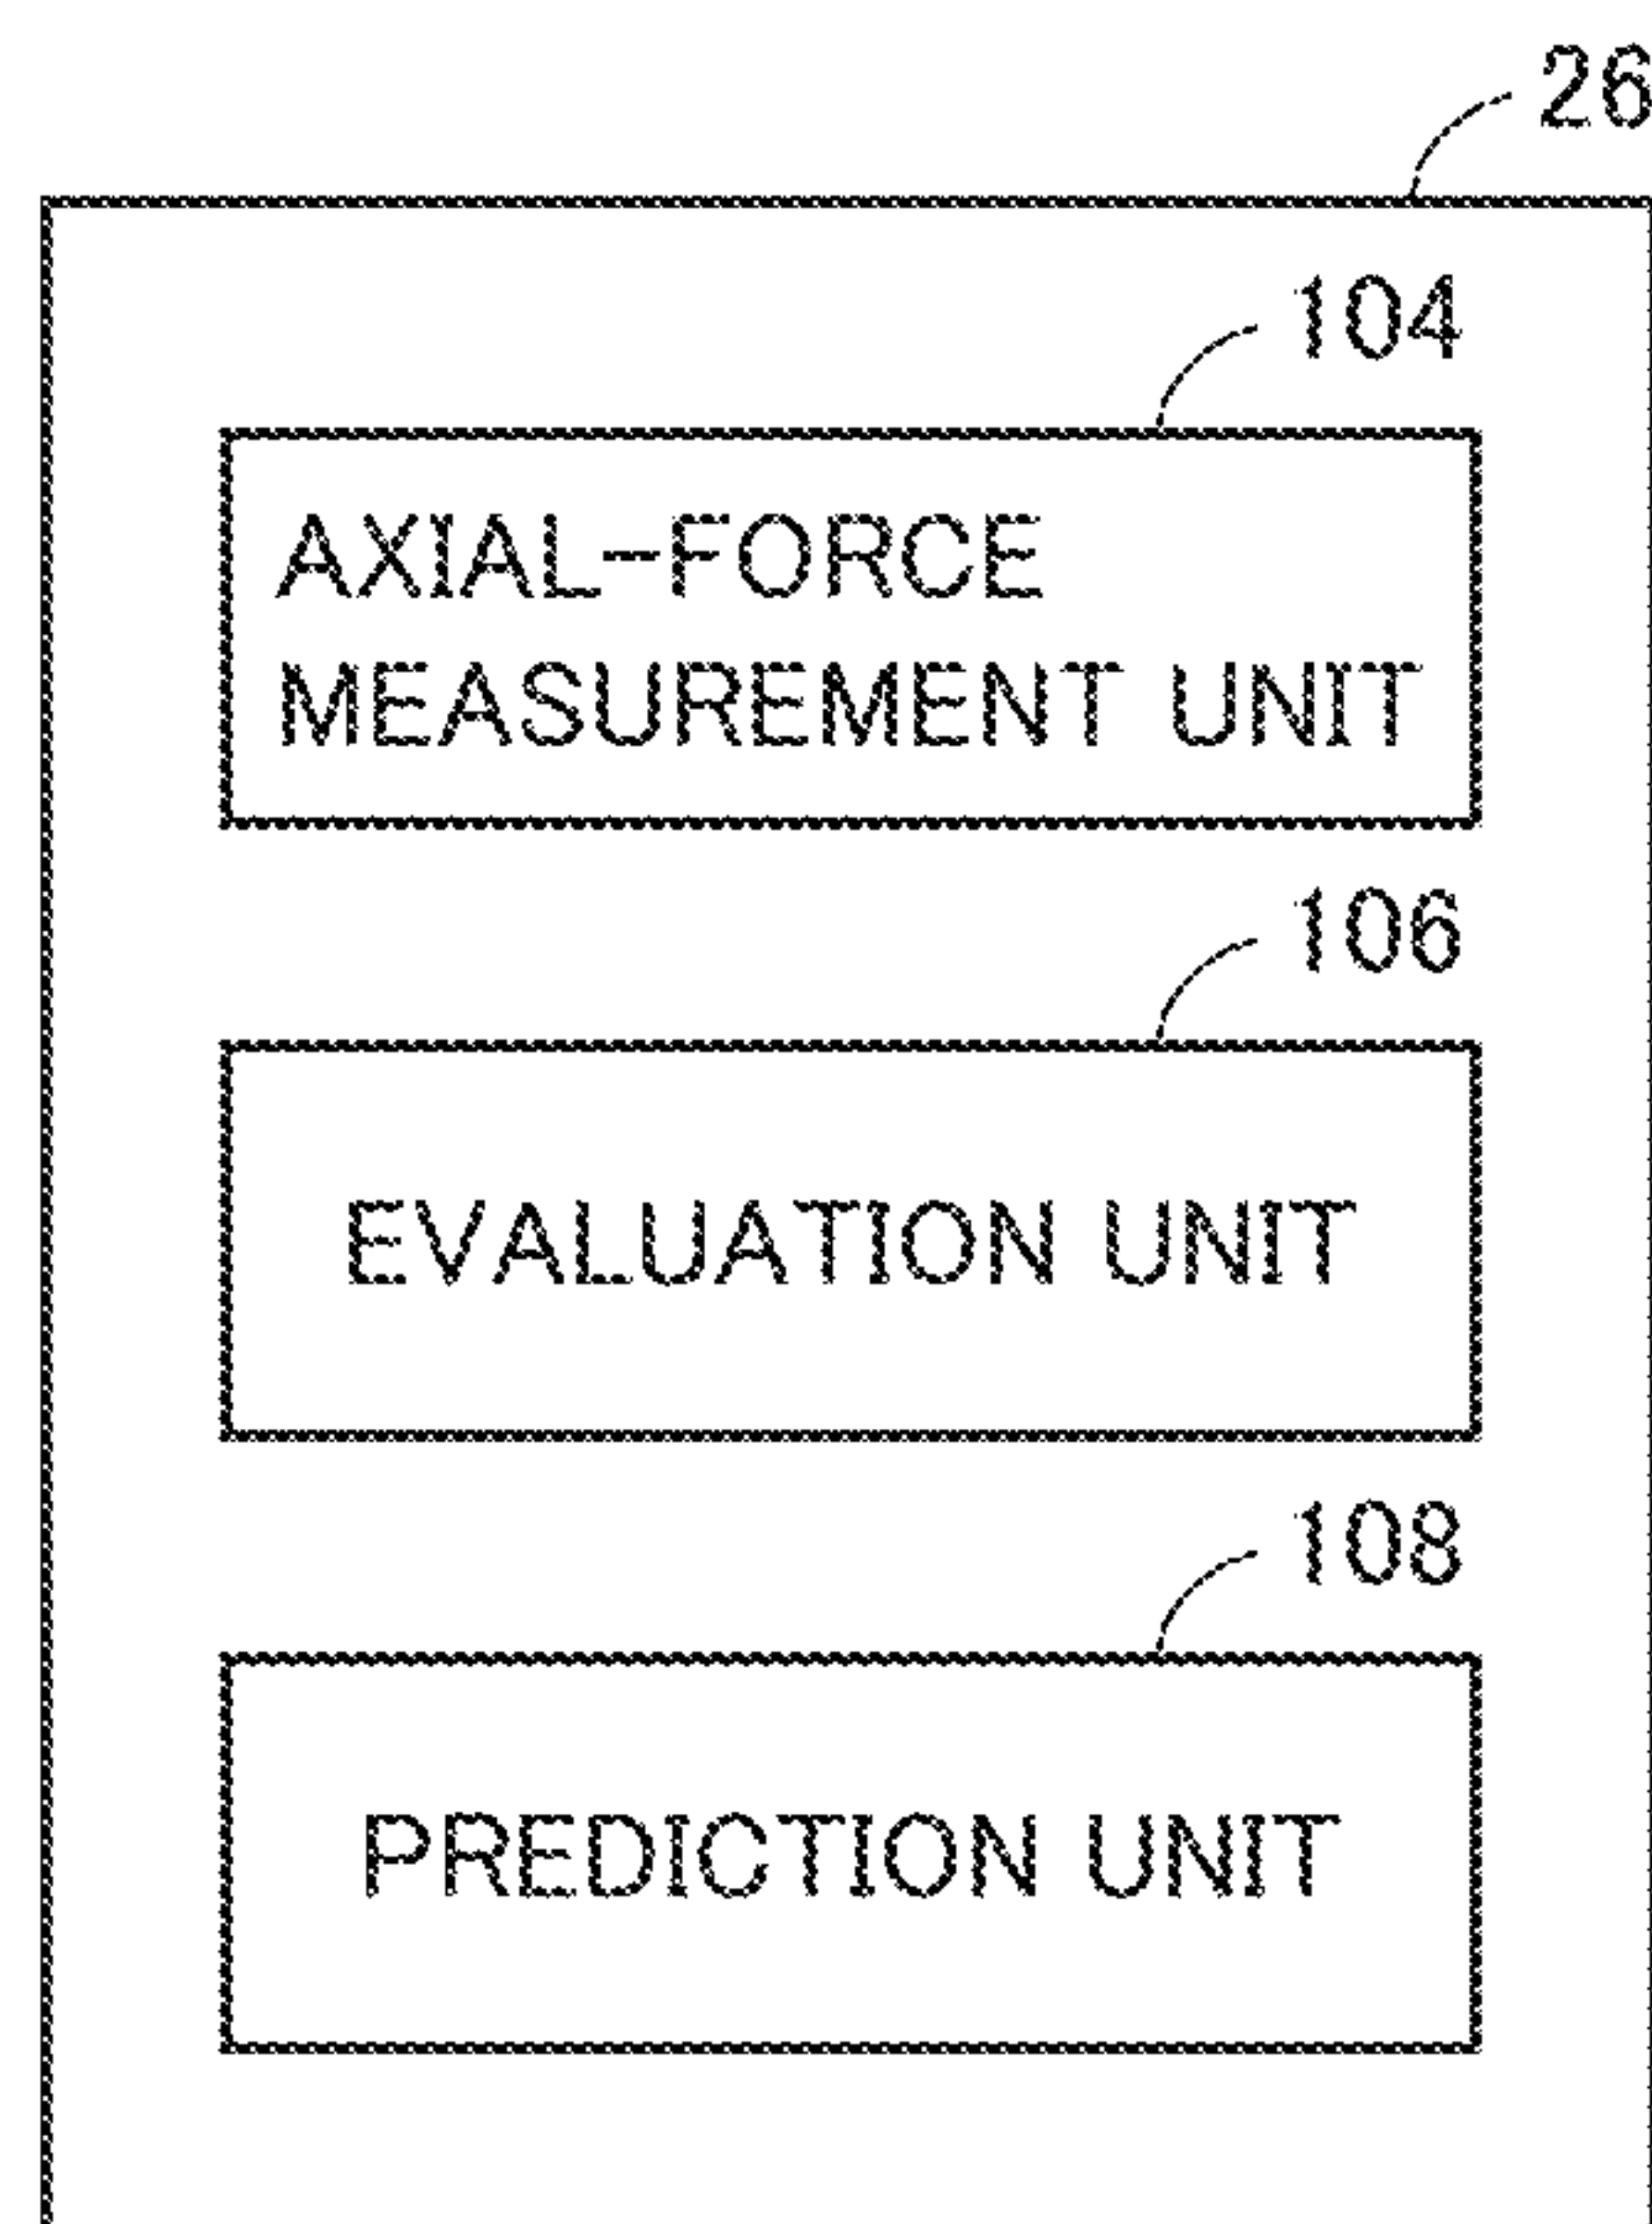 26
104
AXIAL-FORCE
MEASUREMENT UNIT
106
EVALUATION UNIT
108
PREDICTION UNIT